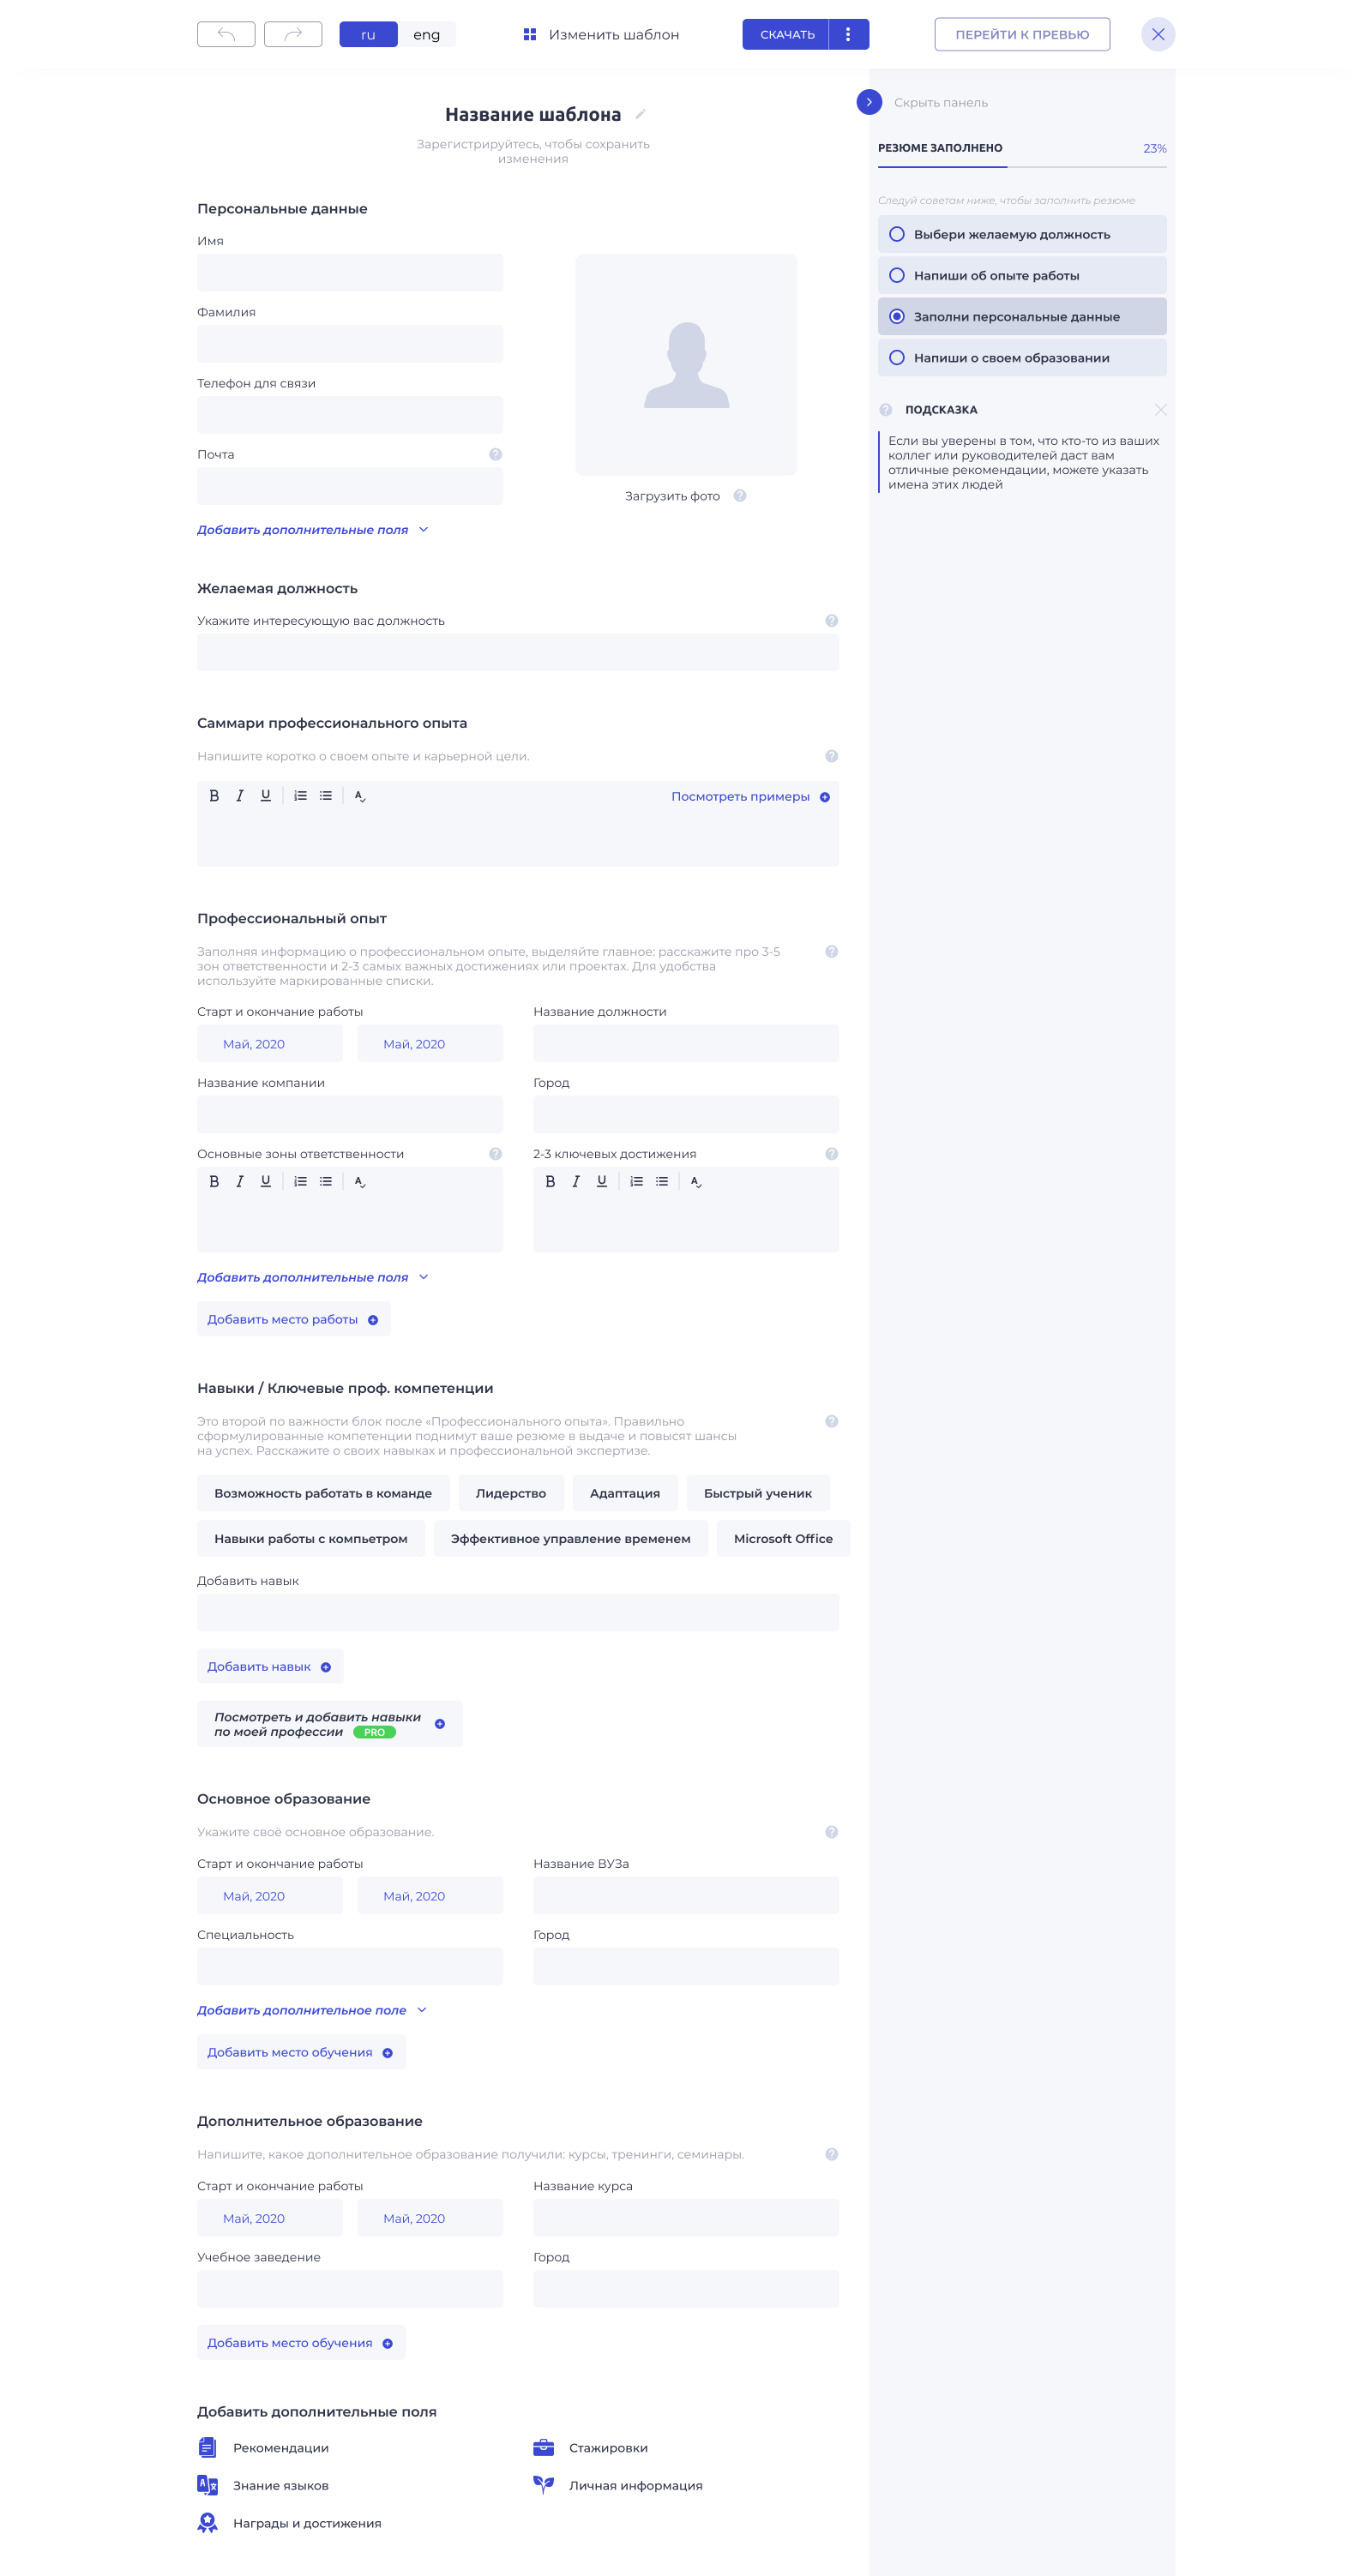 ru
eng
Изменить шаблон
СКАЧАТЬ
ПЕРЕЙТИ К ПРЕВЬЮ
Название шаблона
Зарегистрируйтесь, чтобы сохранить
изменения
Персональные данные
Имя
Фамилия
Телефон для связи
Почта
Загрузить фото
Добавить дополнительные поля
Желаемая должность
Укажите интересующую вас должность
Саммари профессионального опыта
Напишите коротко о своем опыте и карьерной цели.
B I U
Посмотреть примеры
Профессиональный опыт
Заполняя информацию о профессиональном опыте, выделяйте главное: расскажите про 3-5
зон ответственности и 2-3 самых важных достижениях или проектах. Для удобства
используйте маркированные списки.
Старт и окончание работы
Название должности
Май, 2020
Май, 2020
Название компании
Город
Основные зоны ответственности
2-3 ключевых достижения
B I U
B I U
Добавить дополнительные поля
Добавить место работы
Навыки / Ключевые проф. компетенции
Это второй по важности блок после «Профессионального опыта». Правильно
сформулированные компетенции поднимут ваше резюме в выдаче и повысят шансы
на успех. Расскажите о своих навыках и профессиональной экспертизе.
Возможность работать в команде
Лидерство
Адаптация
Быстрый ученик
Навыки работы с компьетром
Эффективное управление временем
Microsoft Office
Добавить навык
Добавить навык
Посмотреть и добавить навыки
по моей профессии PRO
Основное образование
Укажите своё основное образование.
Старт и окончание работы
Название ВУЗа
Май, 2020
Май, 2020
Специальность
Город
Добавить дополнительное поле
Добавить место обучения
Дополнительное образование
Напишите, какое дополнительное образование получили: курсы, тренинги, семинары.
Старт и окончание работы
Название курса
Май, 2020
Май, 2020
Учебное заведение
Город
Добавить место обучения
Добавить дополнительные поля
Рекомендации
Стажировки
Знание языков
Личная информация
Награды и достижения
Скрыть панель
РЕЗЮМЕ ЗАПОЛНЕНО
23%
Следуй советам ниже, чтобы заполнить резюме
Выбери желаемую должность
Напиши об опыте работы
Заполни персональные данные
Напиши о своем образовании
ПОДСКАЗКА
Если вы уверены в том, что кто-то из ваших
коллег или руководителей даст вам
отличные рекомендации, можете указать
имена этих людей